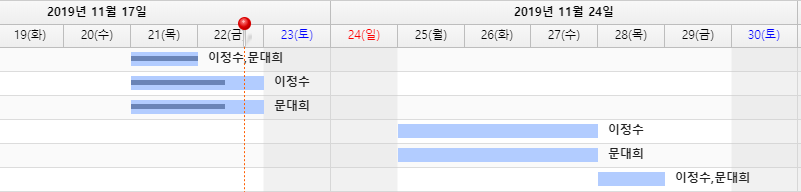 2019년 11월 17일 2019년 11월 24일
19(화) 20(수) 21(목) 22(금 23(토) 24(일) 25(월) 26(화) 27(수) 28(목) 29(금) 30(토)
이정수,문대희
이정수
문대희
이정수
문대희
이정수,문대희